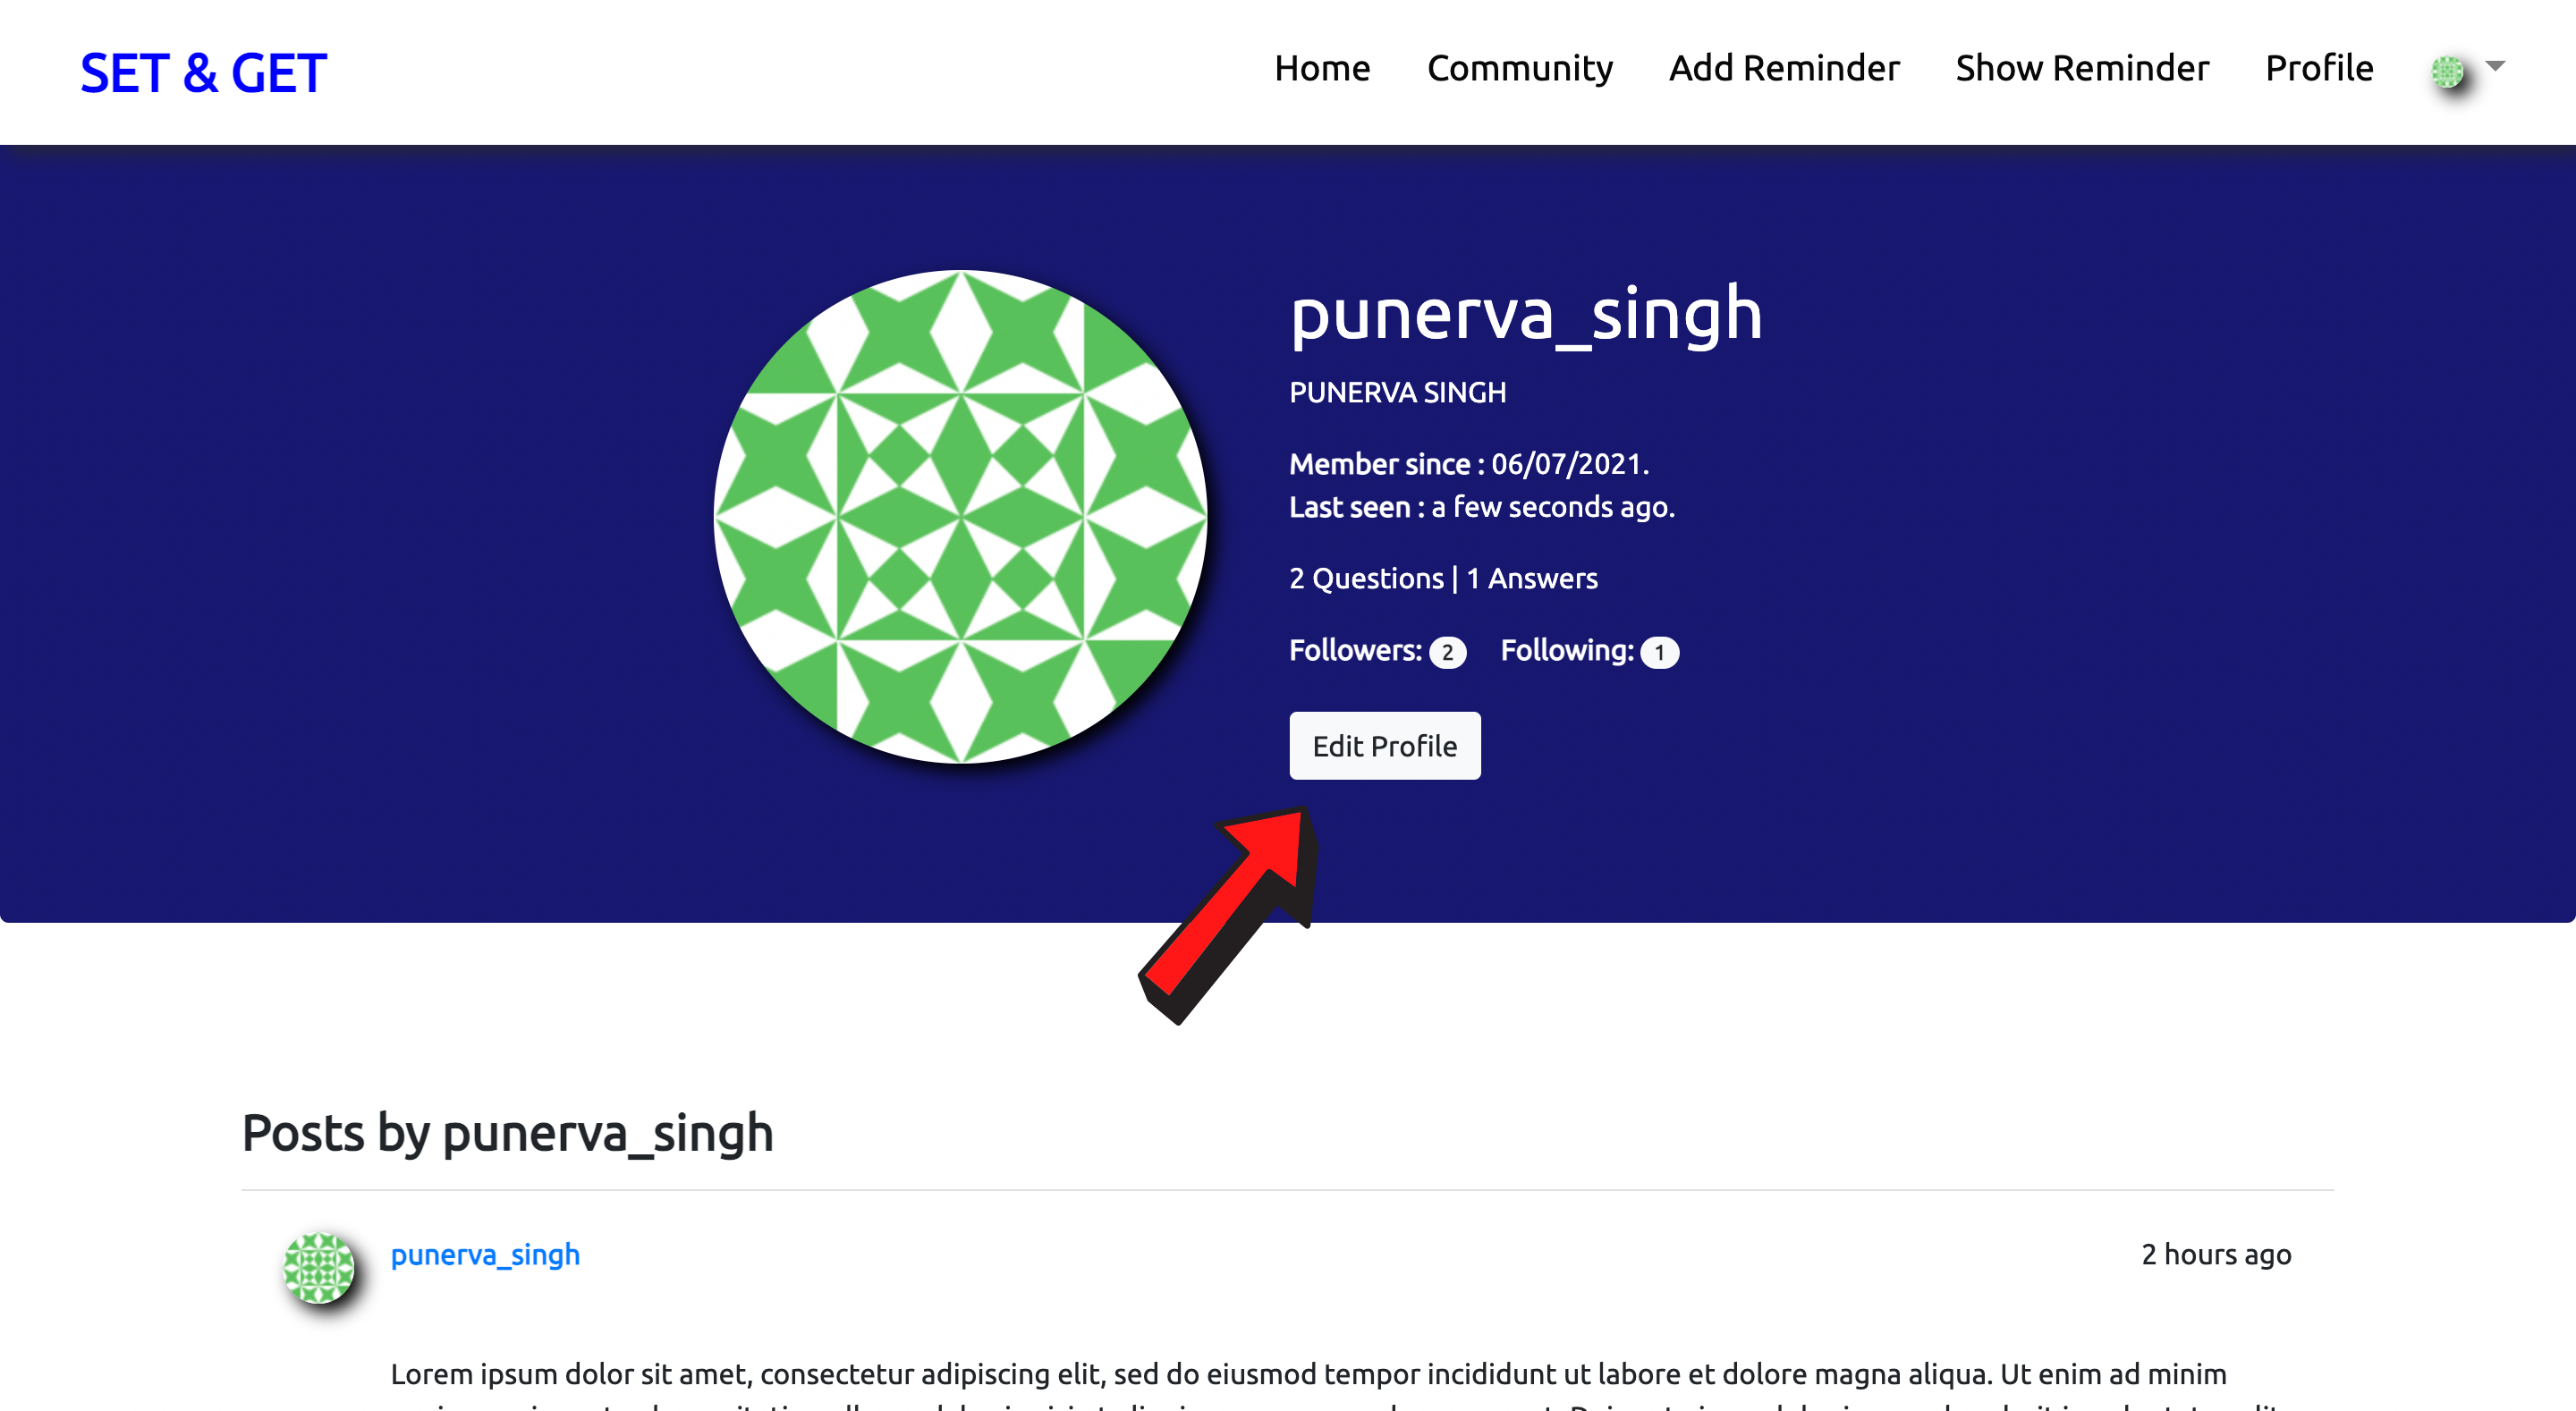 SET & GET
Home Community Add Reminder Show Reminder Profile
punerva_singh
PUNERVA SINGH
Member since : 06/07/2021.
Last seen : a few seconds ago.
2 Questions | 1 Answers
Followers: 2 Following: 1
Edit Profile
Posts by punerva_singh
punerva_singh 2 hours ago
Lorem ipsum dolor sit amet, consectetur adipiscing elit, sed do eiusmod tempor incididunt ut labore et dolore magna aliqua. Ut enim ad minim